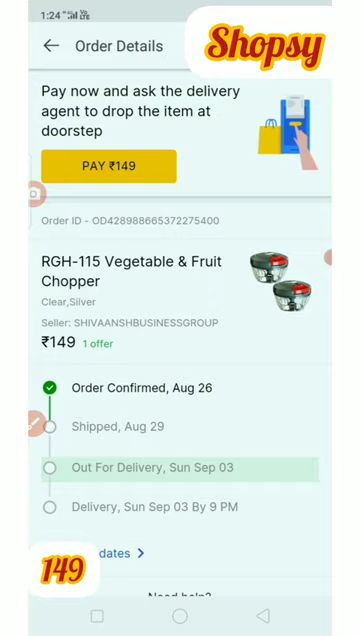 1:24
Shopsy
Order Details
Pay now and ask the delivery
agent to drop the item at
doorstep
PAY ₹149
Order ID - OD428988665372275400
RGH-115 Vegetable & Fruit
Chopper
Clear,Silver
Seller: SHIVAANSHBUSINESSGROUP
₹149 1 offer
Order Confirmed, Aug 26
Shipped, Aug 29
Out For Delivery, Sun Sep 03
Delivery, Sun Sep 03 By 9 PM
149
dates
Need help?